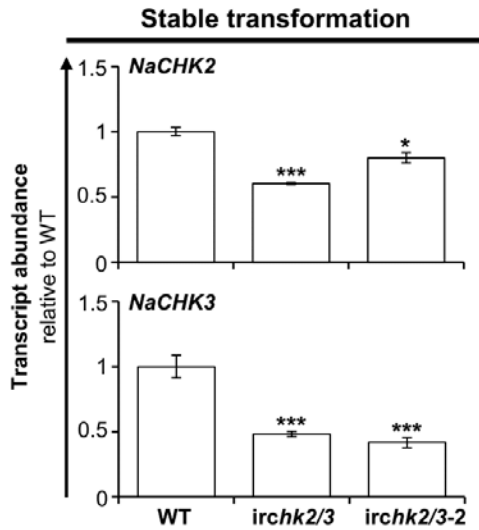 Stable transformation
Transcript abundance
relative to WT
NaCHK2
1.5
1
0.5
0
***
*
NaCHK3
1.5
1
0.5
0
***
***
WT
irchk2/3
irchk2/3-2